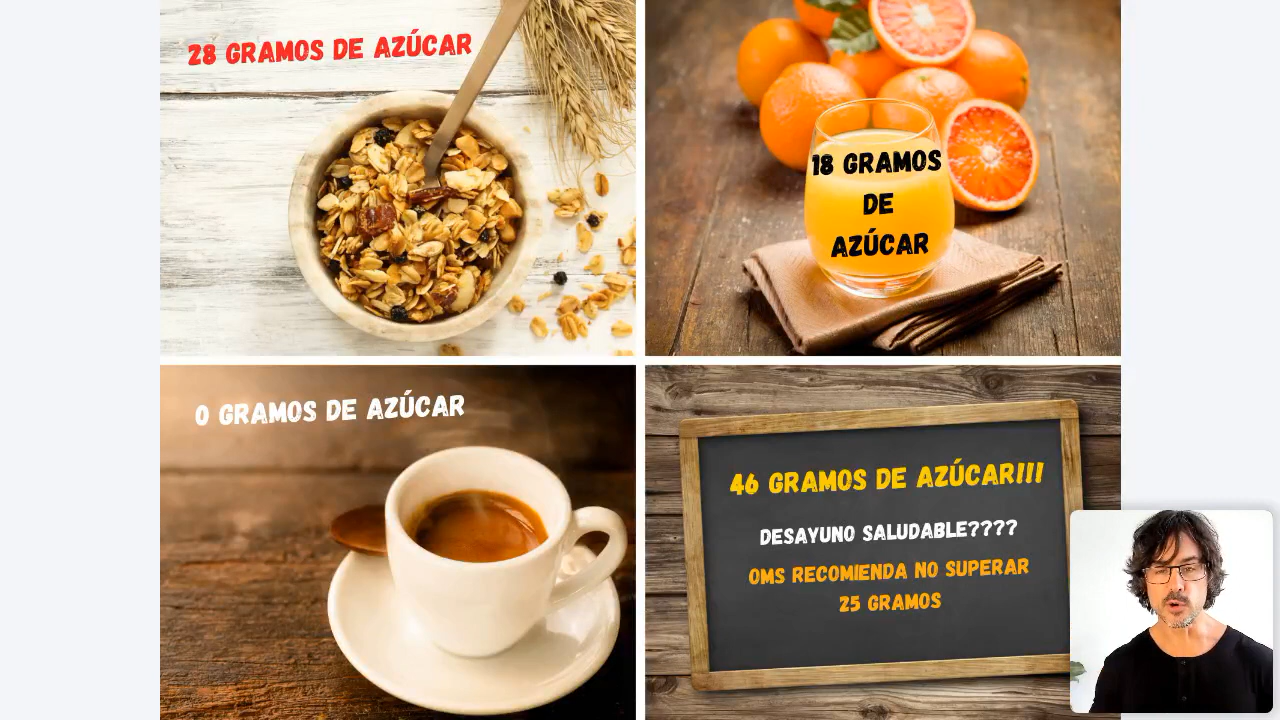 28 GRAMOS DE AZÚCAR
18 GRAMOS
DE
AZÚCAR
0 GRAMOS DE AZÚCAR
46 GRAMOS DE AZÚCAR!!!
DESAYUNO SALUDABLE????
OMS RECOMIENDA NO SUPERAR
25 GRAMOS